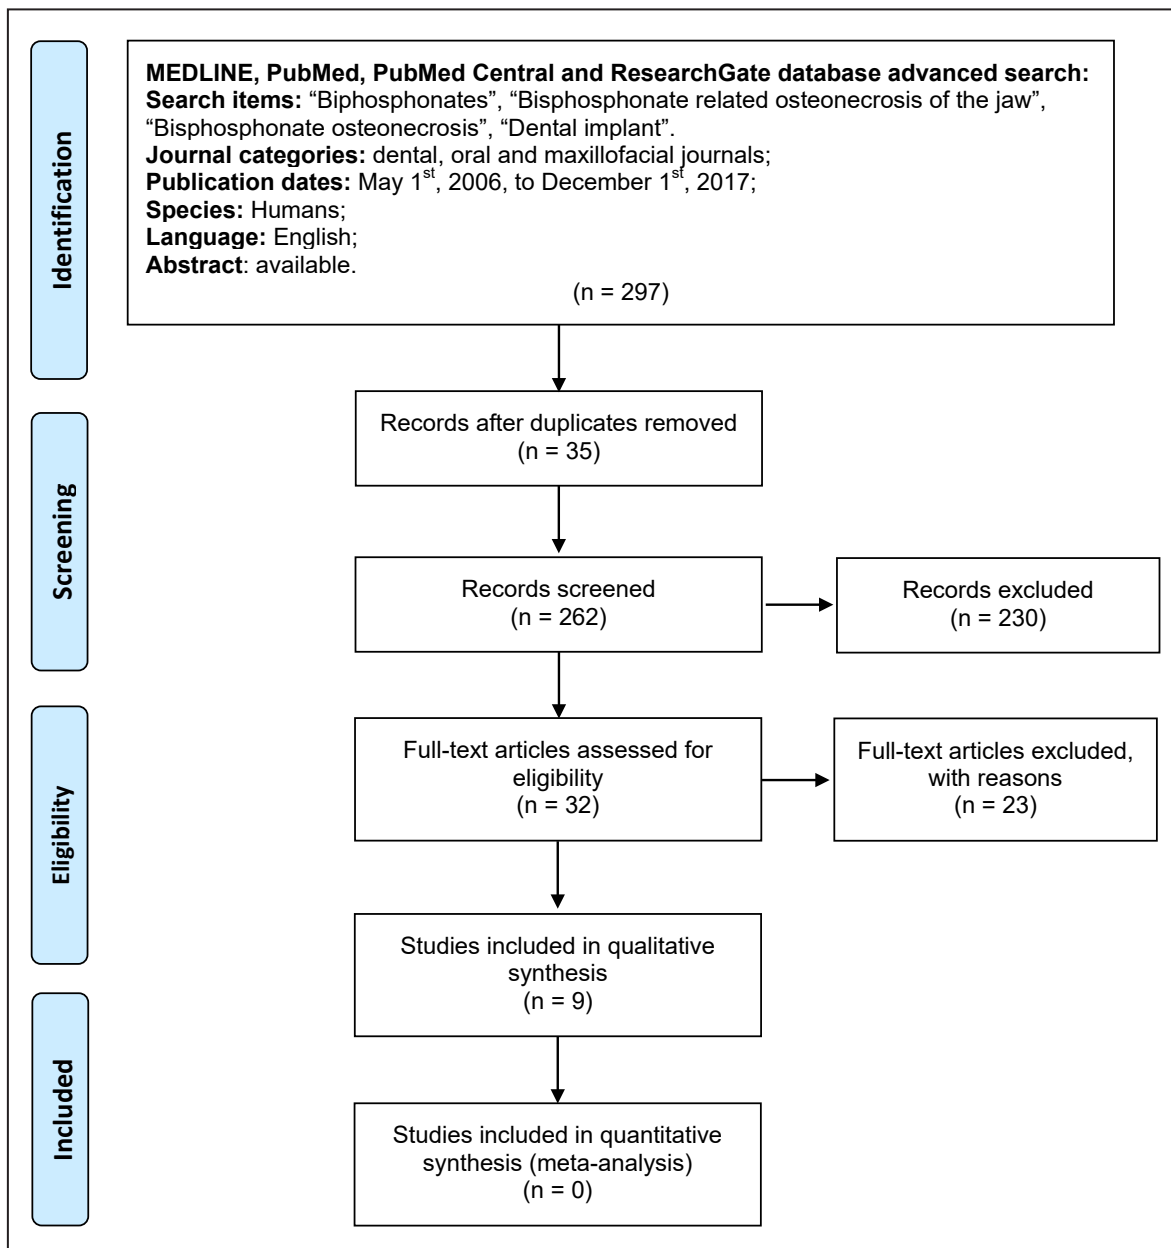 Identification
MEDLINE, PubMed, PubMed Central and ResearchGate database advanced search:
Search items: “Biphosphonates”, “Bisphosphonate related osteonecrosis of the jaw”,
“Bisphosphonate osteonecrosis”, “Dental implant”.
Journal categories: dental, oral and maxillofacial journals;
Publication dates: May 1st, 2006, to December 1st, 2017;
Species: Humans;
Language: English;
Abstract: available.
(n = 297)
Screening
Records after duplicates removed
(n = 35)
Records screened
(n = 262)
Records excluded
(n = 230)
Eligibility
Full-text articles assessed for
eligibility
(n = 32)
Full-text articles excluded,
with reasons
(n = 23)
Studies included in qualitative
synthesis
(n = 9)
Included
Studies included in quantitative
synthesis (meta-analysis)
(n = 0)